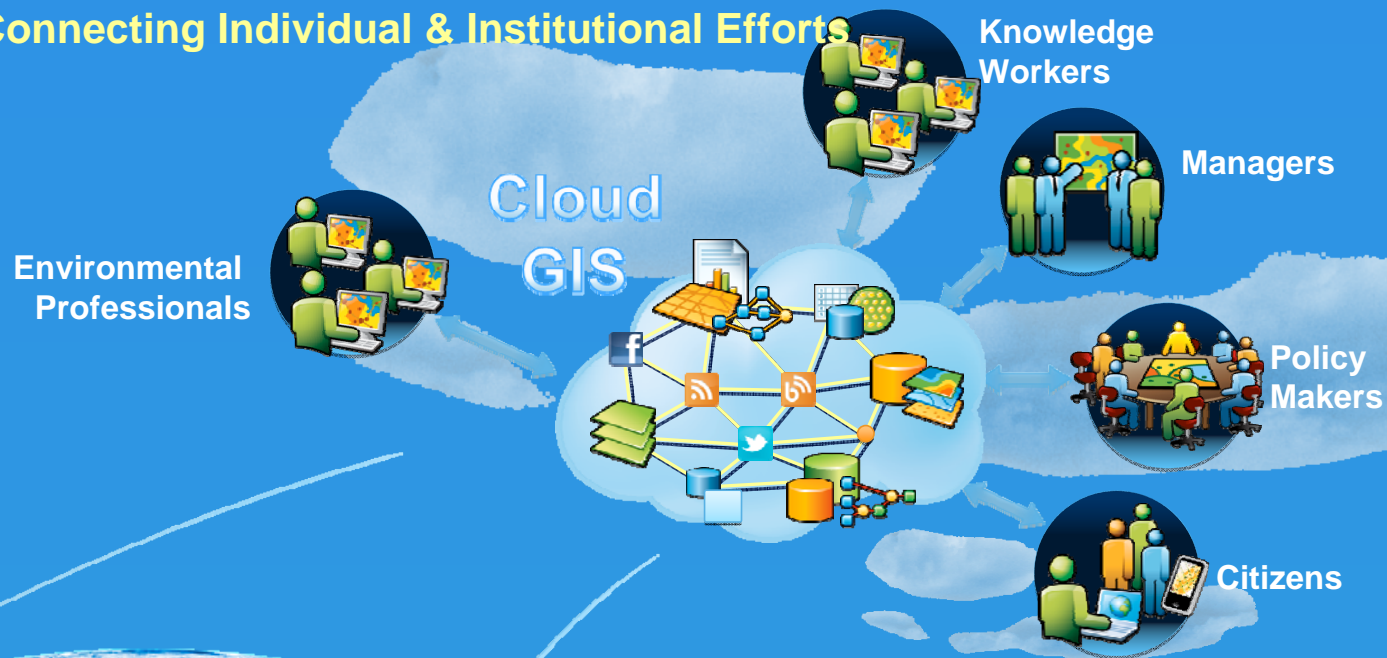 Connecting Individual & Institutional Efforts
Knowledge
Workers
Managers
Cloud
GIS
Environmental
Professionals
Policy
Makers
Citizens